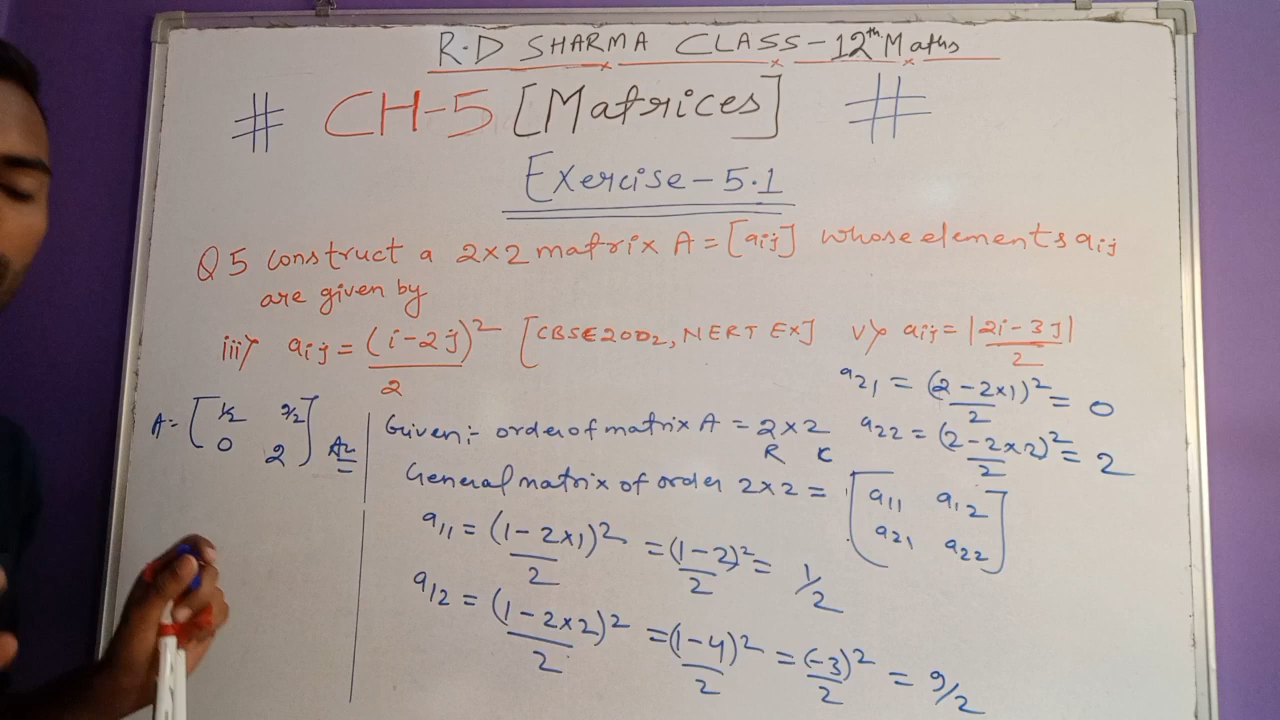 R.D SHARMA CLASS-12th Maths
# CH-5 [Matrices] #
Exercise-5.1
Q5 construct a 2×2 matrix A=[aij] whose elements aij
are given by
iii) aij = (i-2j)²/2 [CBSE2002, NERT EX] v) aij = |2i-3j|/2
A = [1/2 9/2
0 2]
Given:- order of matrix A = 2×2
R C
General matrix of order 2×2 = [a11 a12
a21 a22]
a11 = (1-2×1)²/2 = (1-2)²/2 = 1/2
a12 = (1-2×2)²/2 = (1-4)²/2 = (-3)²/2 = 9/2
a21 = (2-2×1)²/2 = 0
a22 = (2-2×2)²/2 = 2